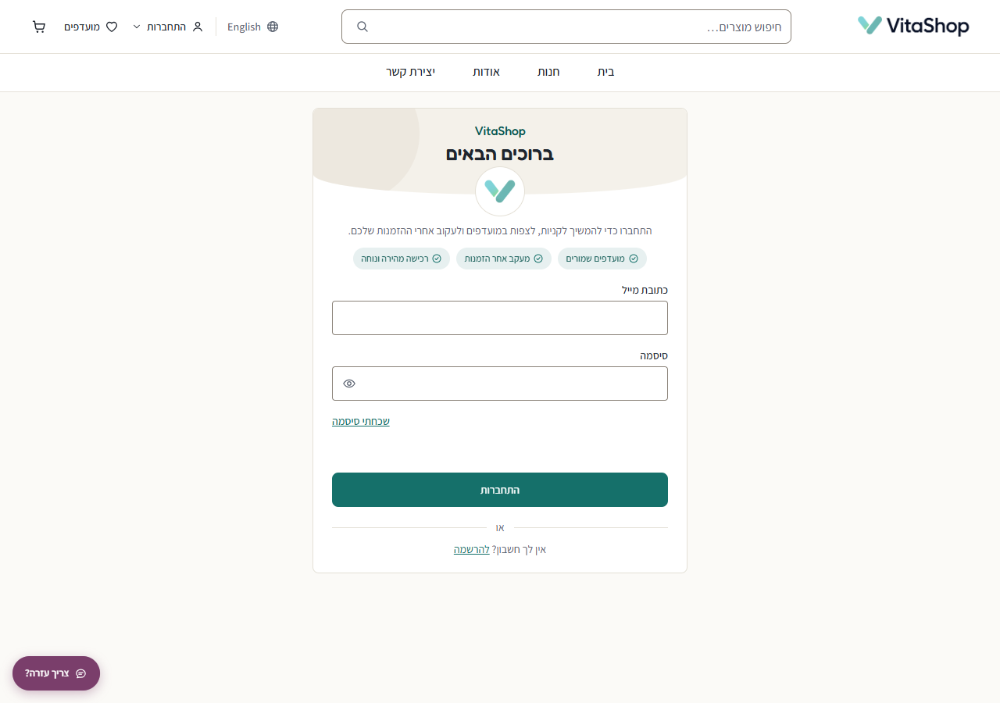 VitaShop
חיפוש מוצרים...
English
התחברות
מועדפים
בית
חנות
אודות
יצירת קשר
VitaShop
ברוכים הבאים
התחברו כדי להמשיך לקניות, לצפות במועדפים ולעקוב אחרי ההזמנות שלכם.
מועדפים שמורים
מעקב אחר הזמנות
רכישה מהירה ונוחה
כתובת מייל
סיסמה
שכחתי סיסמה
התחברות
או
אין לך חשבון? להרשמה
צריך עזרה?